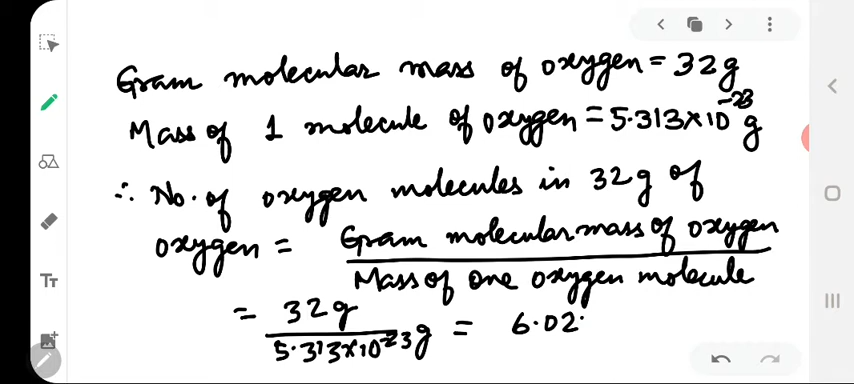 Gram molecular mass of oxygen = 32g
Mass of 1 molecule of oxygen = 5.313×10⁻²³ g
∴ No. of oxygen molecules in 32g of
oxygen = Gram molecular mass of oxygen / Mass of one oxygen molecule
= 32g / 5.313×10⁻²³g = 6.02
Tт